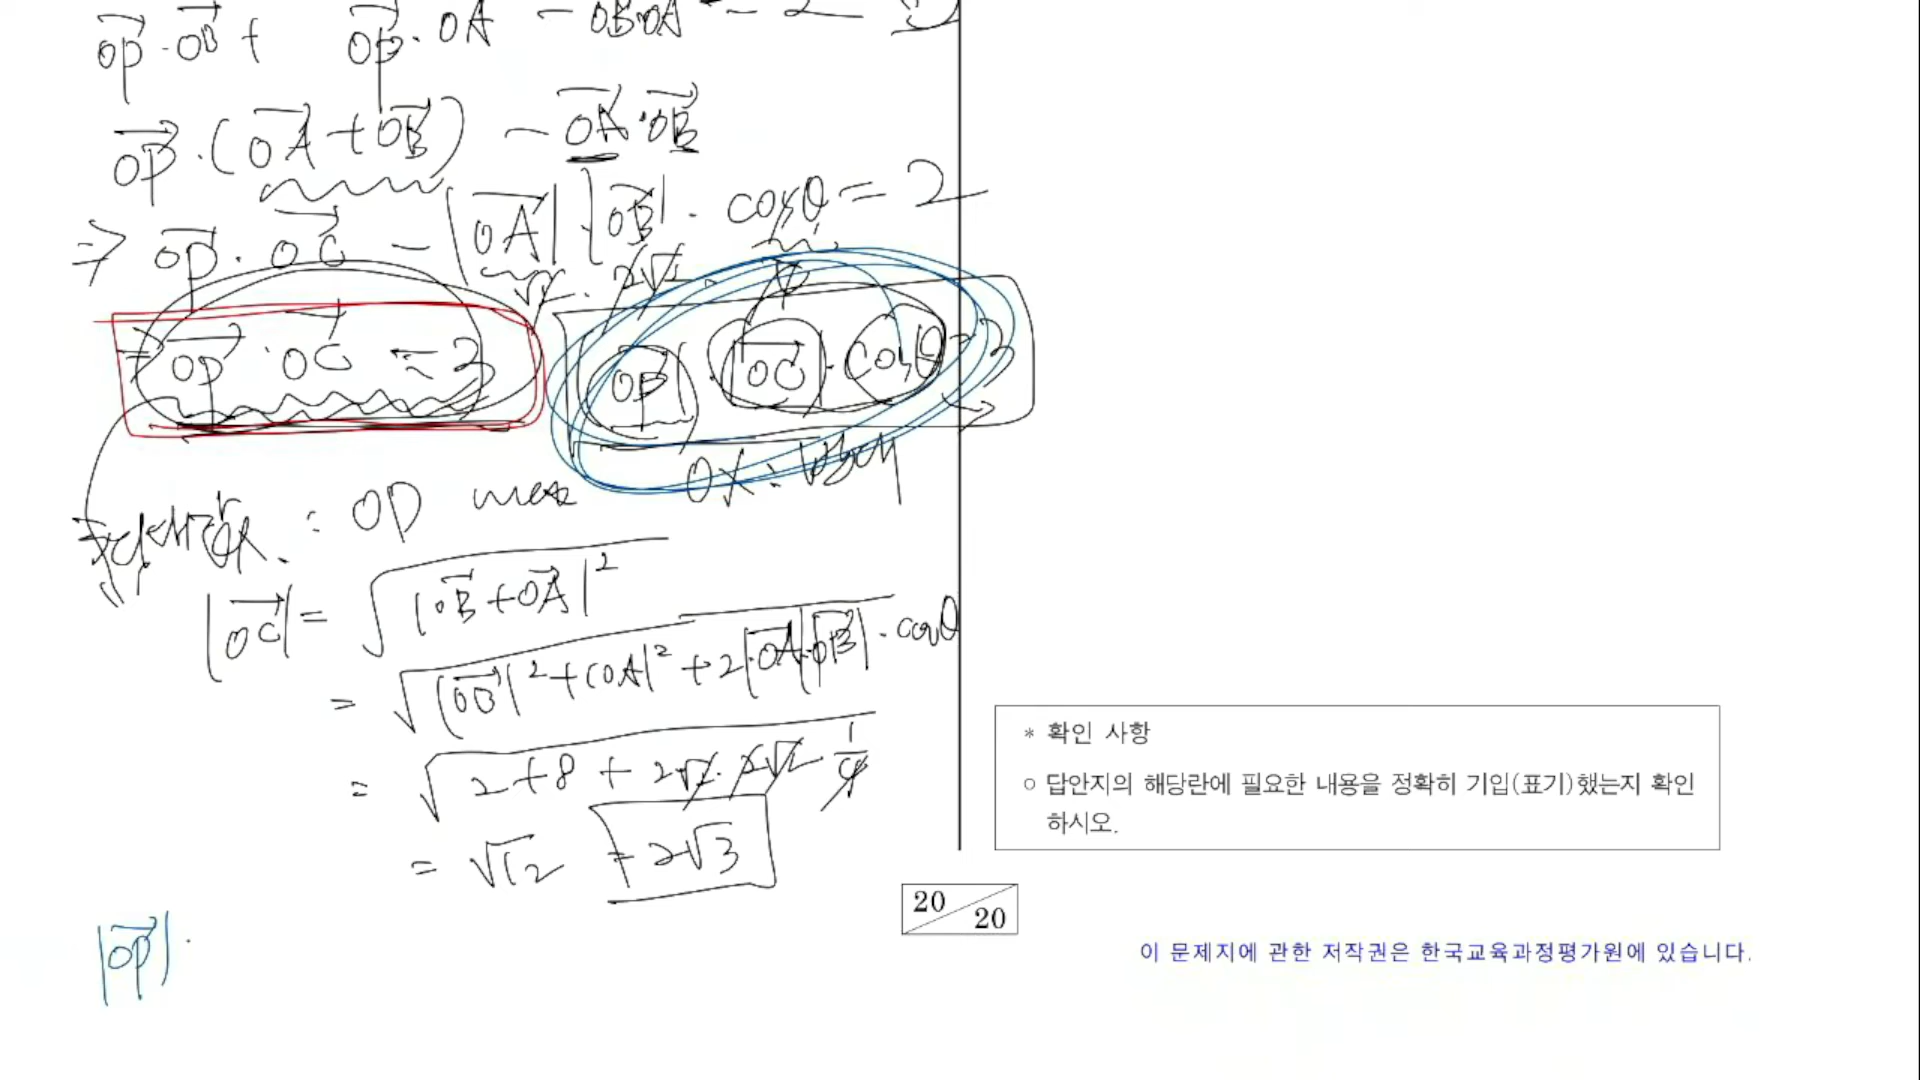 OP · OB + OP · OA - OB·OA = 2
OP · (OA + OB) - OA · OB
⇒ OP · OC - |OA| · |OB| · cosθ = 2
√2 · 2√2 ·
= OP · OC = 3
|OP| · |OC| · cosθ = 3
OX :
: OP max
|OC| = √|OB + OA|²
= √|OB|² + |OA|² + 2|OA||OB| · cosθ
= √2 + 8 + 2√2 · 2√2 · 1/4
= √12 = 2√3
|OP| ·
* 확인 사항
○ 답안지의 해당란에 필요한 내용을 정확히 기입(표기)했는지 확인
하시오.
20 20
이 문제지에 관한 저작권은 한국교육과정평가원에 있습니다.